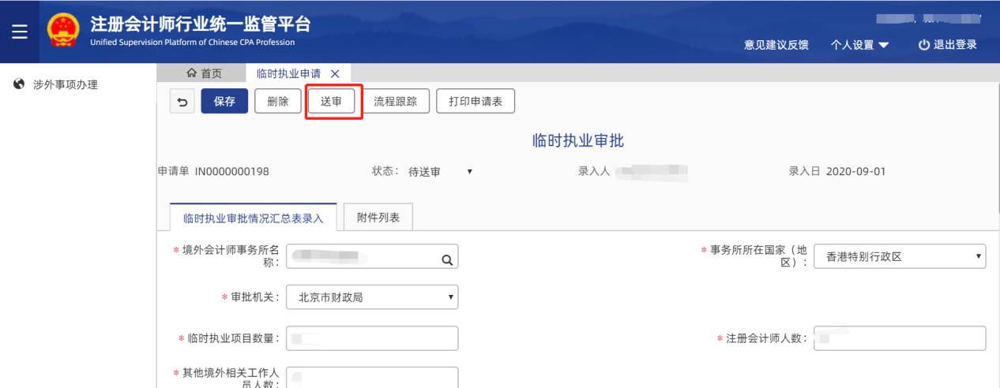 注册会计师行业统一监管平台
Unified Supervision Platform of Chinese CPA Profession
意见建议反馈 个人设置 退出登录
涉外事项办理
首页 临时执业申请
保存 删除 送审 流程跟踪 打印申请表
临时执业审批
申请单 IN0000000198 状态: 待送审 录入人 录入日 2020-09-01
临时执业审批情况汇总表录入 附件列表
* 境外会计师事务所名
称:
* 事务所所在国家（地
区）: 香港特别行政区
* 审批机关: 北京市财政局
* 临时执业项目数量: * 注册会计师人数:
* 其他境外相关工作人
员人数: